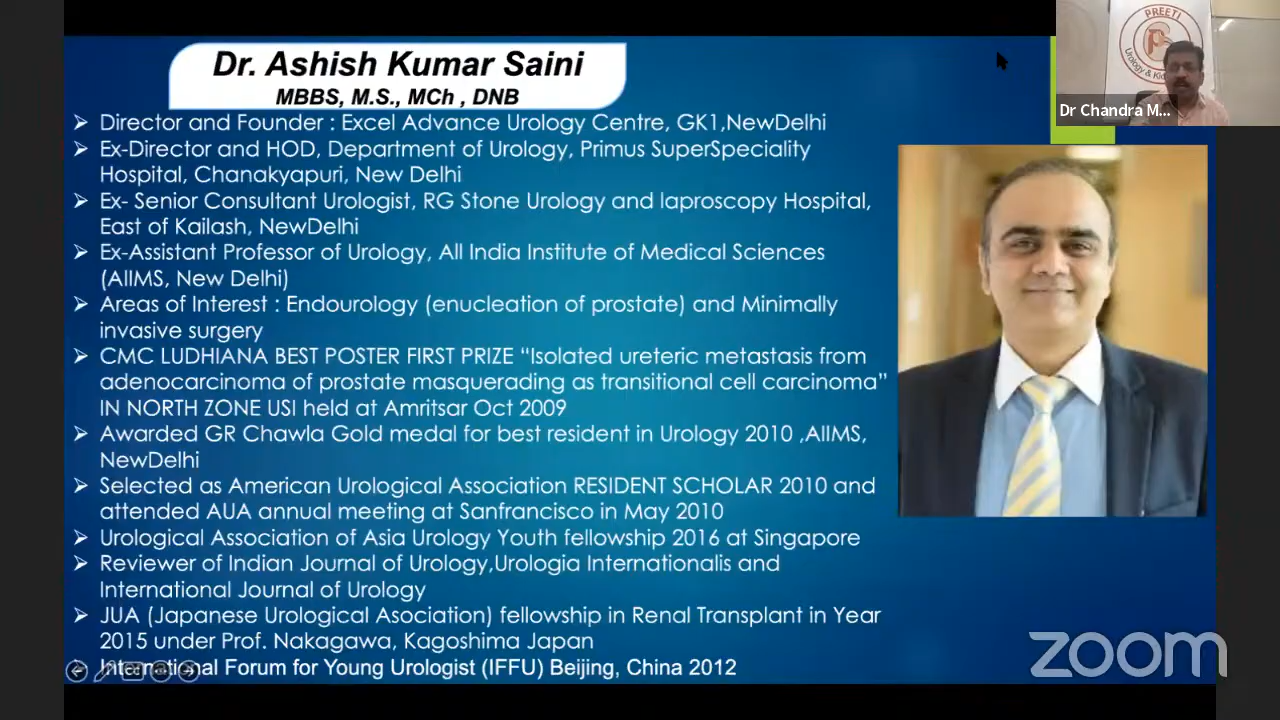 Dr. Ashish Kumar Saini
MBBS, M.S., MCh , DNB
➢ Director and Founder : Excel Advance Urology Centre, GK1,NewDelhi
➢ Ex-Director and HOD, Department of Urology, Primus SuperSpeciality
Hospital, Chanakyapuri, New Delhi
➢ Ex- Senior Consultant Urologist, RG Stone Urology and laproscopy Hospital,
East of Kailash, NewDelhi
➢ Ex-Assistant Professor of Urology, All India Institute of Medical Sciences
(AIIMS, New Delhi)
➢ Areas of Interest : Endourology (enucleation of prostate) and Minimally
invasive surgery
➢ CMC LUDHIANA BEST POSTER FIRST PRIZE “Isolated ureteric metastasis from
adenocarcinoma of prostate masquerading as transitional cell carcinoma”
IN NORTH ZONE USI held at Amritsar Oct 2009
➢ Awarded GR Chawla Gold medal for best resident in Urology 2010 ,AIIMS,
NewDelhi
➢ Selected as American Urological Association RESIDENT SCHOLAR 2010 and
attended AUA annual meeting at Sanfrancisco in May 2010
➢ Urological Association of Asia Urology Youth fellowship 2016 at Singapore
➢ Reviewer of Indian Journal of Urology,Urologia Internationalis and
International Journal of Urology
➢ JUA (Japanese Urological Asociation) fellowship in Renal Transplant in Year
2015 under Prof. Nakagawa, Kagoshima Japan
International Forum for Young Urologist (IFFU) Beijing, China 2012
PREETI
Urology &
Dr Chandra M...
zoom